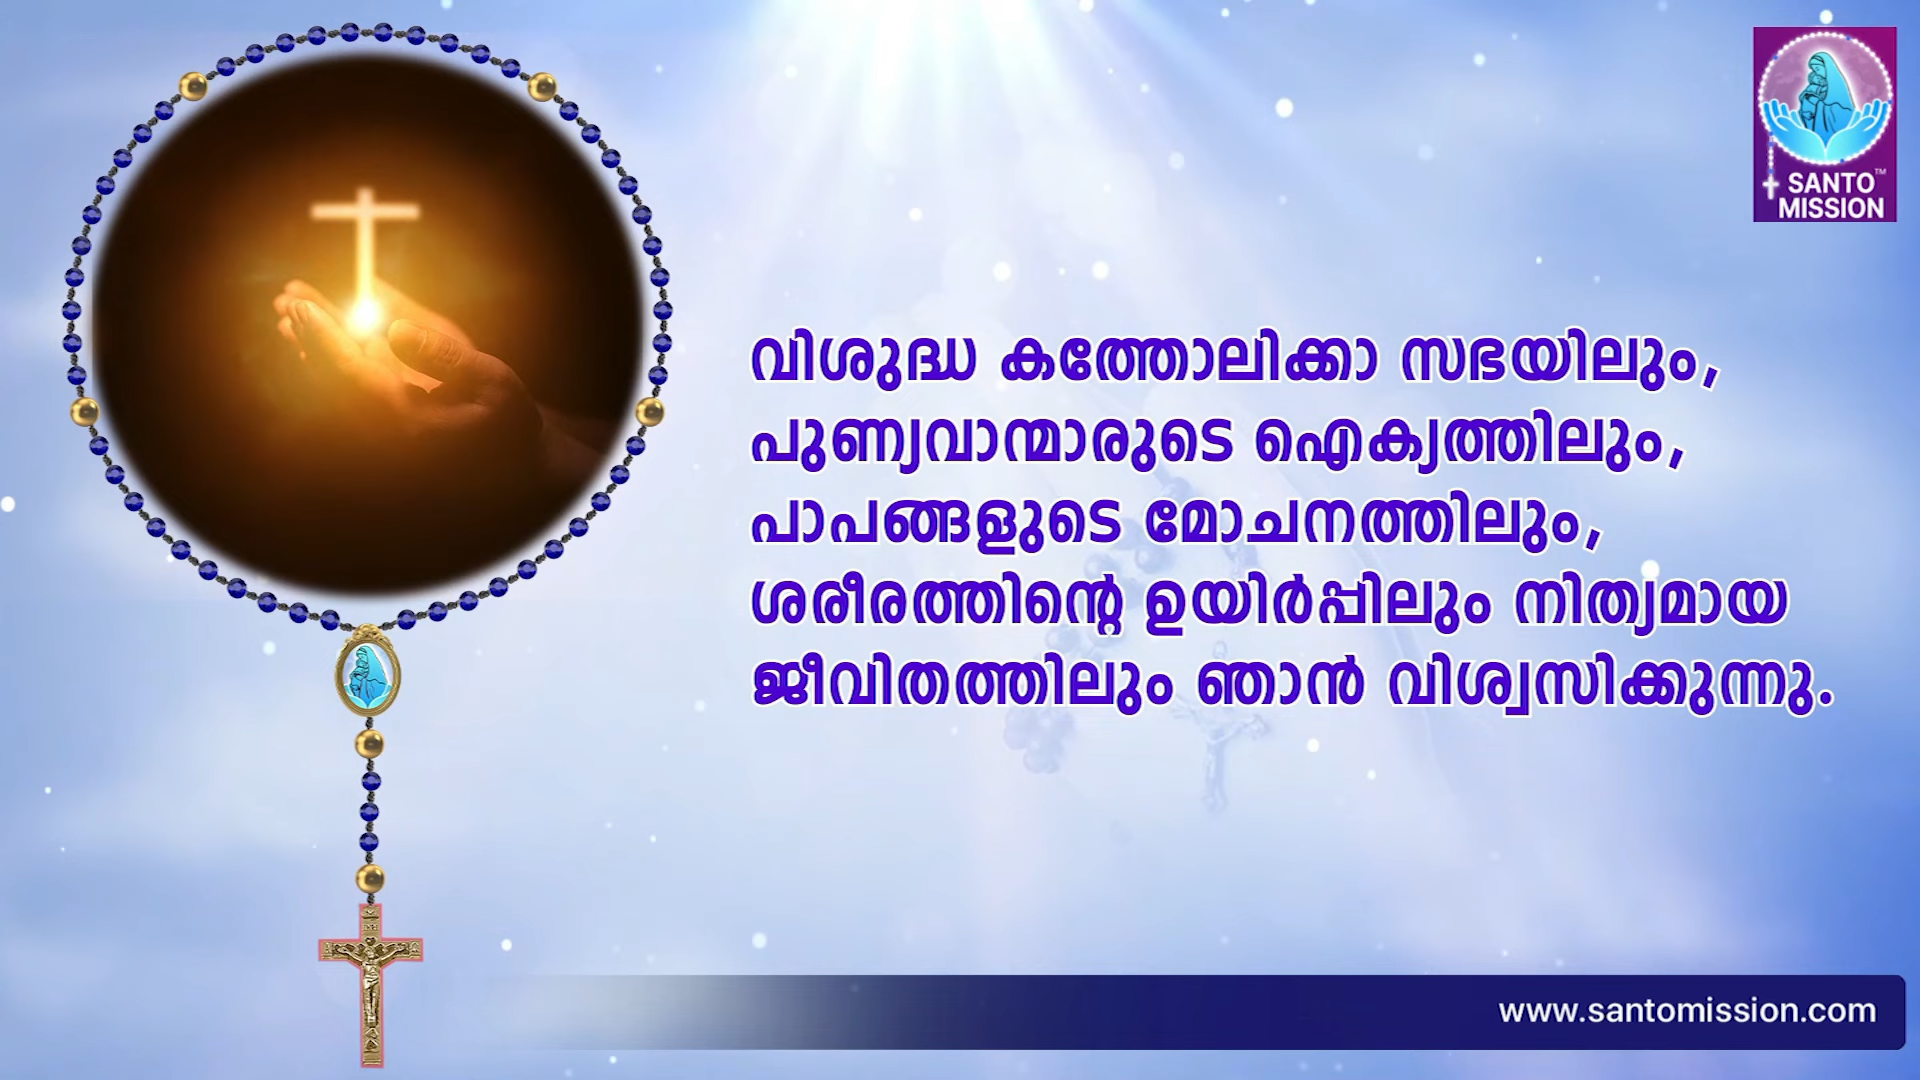 SANTO™
MISSION
വിശുദ്ധ കത്തോലിക്കാ സഭയിലും,
പുണ്യവാന്മാരുടെ ഐക്യത്തിലും,
പാപങ്ങളുടെ മോചനത്തിലും,
ശരീരത്തിന്റെ ഉയിർപ്പിലും നിത്യമായ
ജീവിതത്തിലും ഞാൻ വിശ്വസിക്കുന്നു.
www.santomission.com